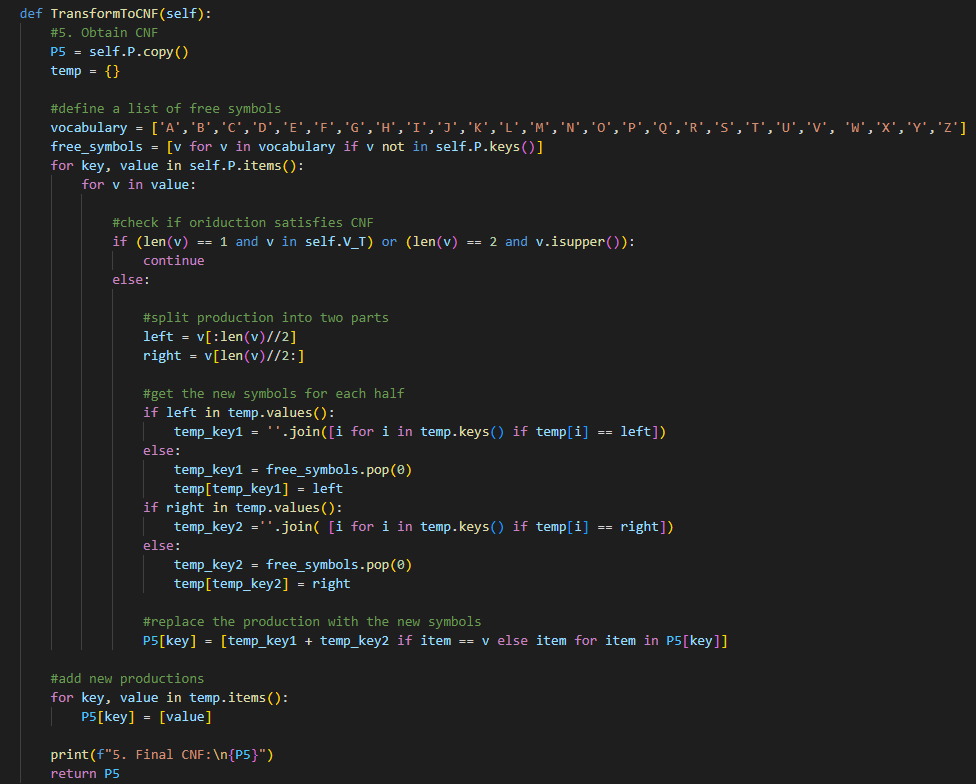 def TransformToCNF(self):
    #5. Obtain CNF
    P5 = self.P.copy()
    temp = {}

    #define a list of free symbols
    vocabulary = ['A','B','C','D','E','F','G','H','I','J','K','L','M','N','O','P','Q','R','S','T','U','V', 'W','X','Y','Z']
    free_symbols = [v for v in vocabulary if v not in self.P.keys()]
    for key, value in self.P.items():
        for v in value:

            #check if oriduction satisfies CNF
            if (len(v) == 1 and v in self.V_T) or (len(v) == 2 and v.isupper()):
                continue
            else:

                #split production into two parts
                left = v[:len(v)//2]
                right = v[len(v)//2:]

                #get the new symbols for each half
                if left in temp.values():
                    temp_key1 = ''.join([i for i in temp.keys() if temp[i] == left])
                else:
                    temp_key1 = free_symbols.pop(0)
                    temp[temp_key1] = left
                if right in temp.values():
                    temp_key2 =''.join( [i for i in temp.keys() if temp[i] == right])
                else:
                    temp_key2 = free_symbols.pop(0)
                    temp[temp_key2] = right

                #replace the production with the new symbols
                P5[key] = [temp_key1 + temp_key2 if item == v else item for item in P5[key]]

    #add new productions
    for key, value in temp.items():
        P5[key] = [value]

    print(f"5. Final CNF:\n{P5}")
    return P5